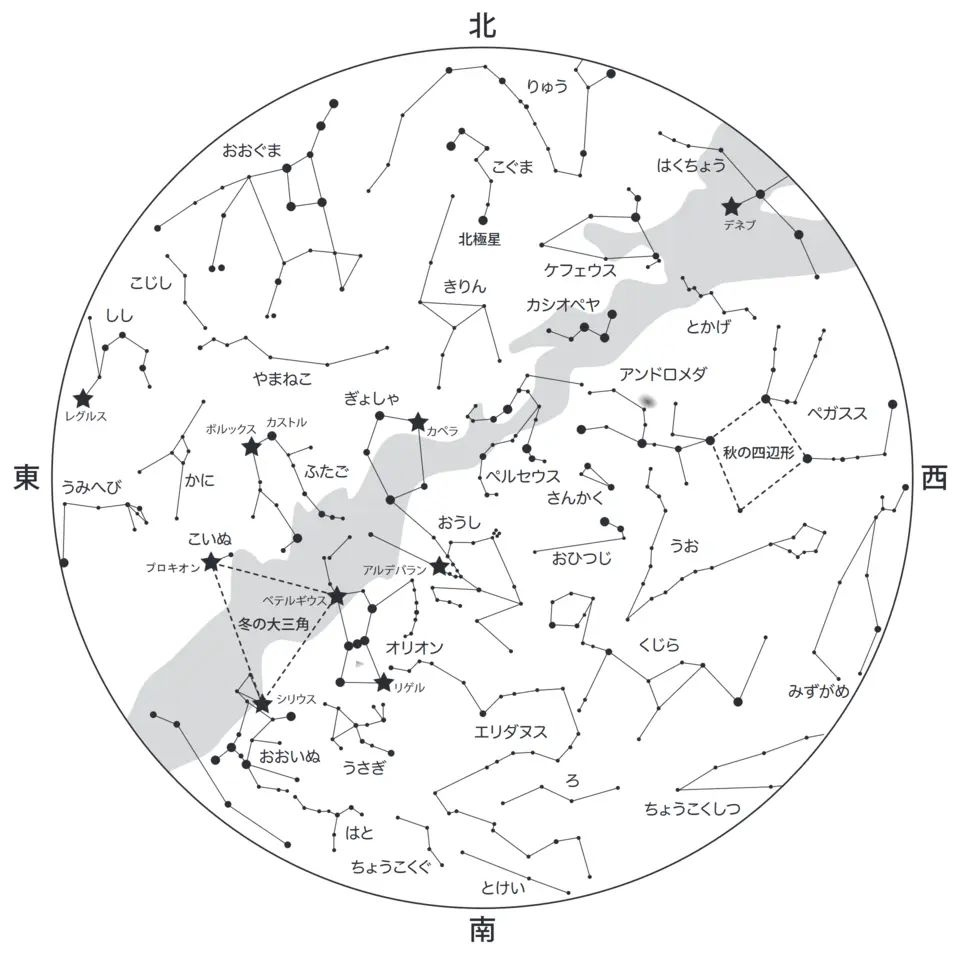 北
りゅう
おおぐま
こぐま
はくちょう
デネブ
北極星
ケフェウス
こじし
きりん
カシオペヤ
とかげ
しし
やまねこ
アンドロメダ
レグルス
ぎょしゃ
カペラ
ペガスス
ポルックス
カストル
ふたご
秋の四辺形
東
かに
ペルセウス
西
うみへび
さんかく
おうし
こいぬ
プロキオン
アルデバラン
おひつじ
うお
ベテルギウス
冬の大三角
オリオン
くじら
リゲル
みずがめ
シリウス
エリダヌス
おおいぬ
うさぎ
ろ
ちょうこくしつ
はと
ちょうこくぐ
とけい
南